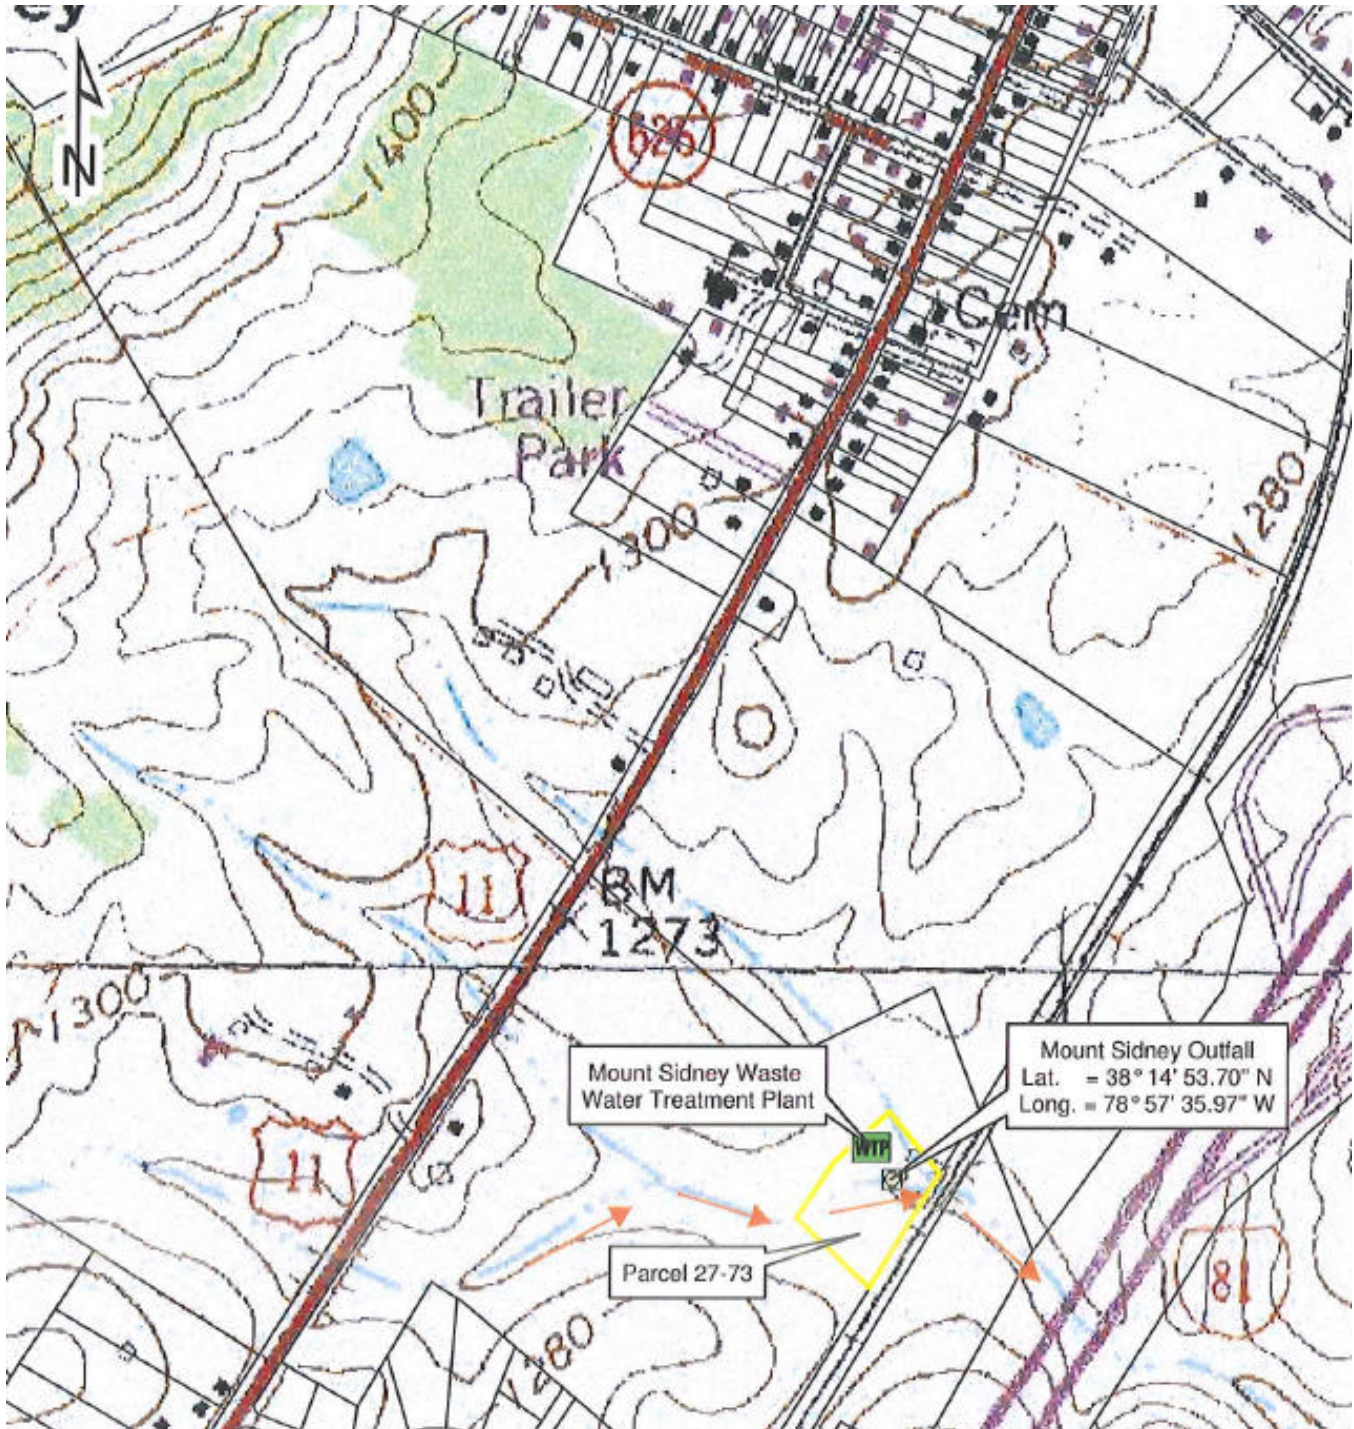 ey
N
1400
626
Cem
Trailer
Park
1300
1280
11
BM
1273
1300
Mount Sidney Outfall
Lat. = 38° 14' 53.70" N
Long. = 78° 57' 35.97" W
Mount Sidney Waste
Water Treatment Plant
WTP
11
Parcel 27-73
81
1280